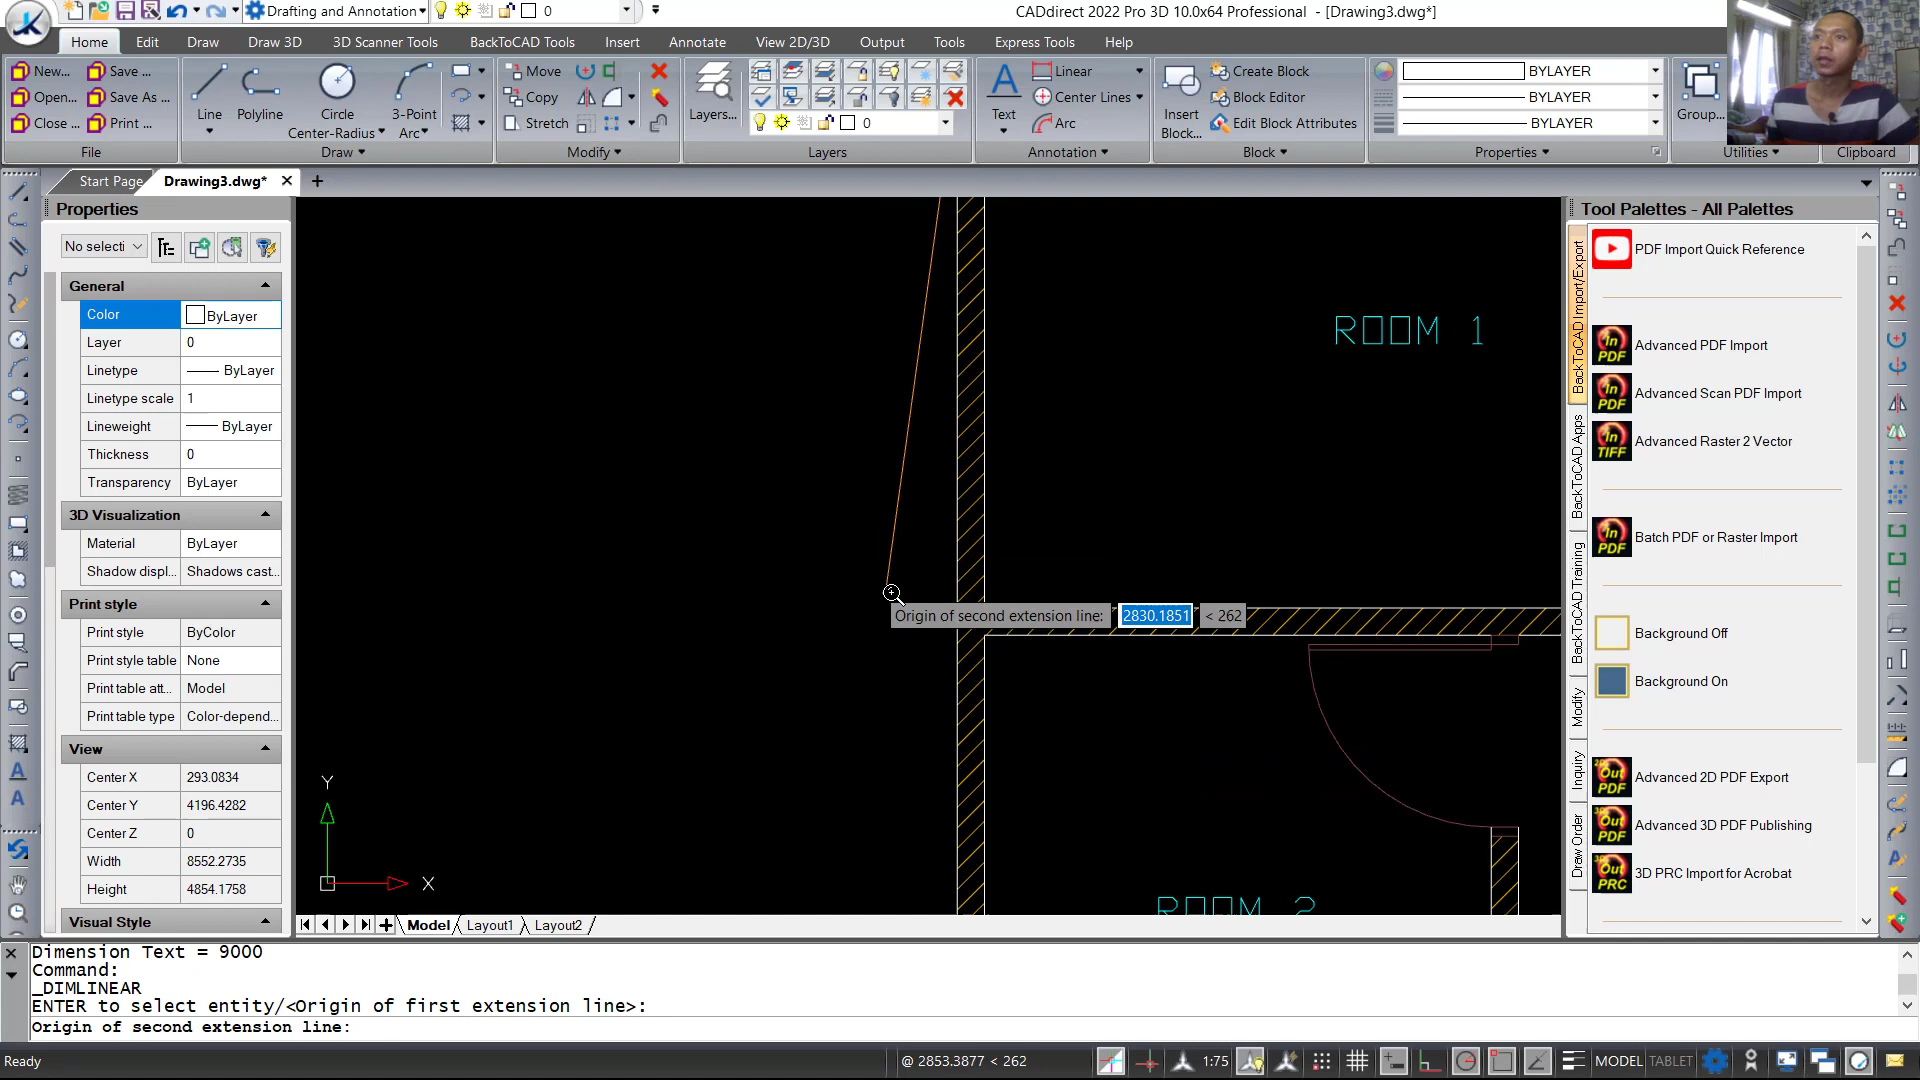 Drafting and Annotation
0
CADdirect 2022 Pro 3D 10.0x64 Professional - [Drawing3.dwg*]
Home Edit Draw Draw 3D 3D Scanner Tools BackToCAD Tools Insert Annotate View 2D/3D Output Tools Express Tools Help
New... Save ...
Open... Save As ...
Close ... Print ...
File
Line Polyline Circle Center-Radius 3-Point Arc
Draw
Move
Copy
Stretch
Modify
Layers...
0
Layers
Text
Linear
Center Lines
Arc
Annotation
Insert Block...
Create Block
Block Editor
Edit Block Attributes
Block
BYLAYER
BYLAYER
BYLAYER
Properties
Group...
Utilities
Clipboard
Start Page Drawing3.dwg*
Properties
No selecti
General
Color ByLayer
Layer 0
Linetype ByLayer
Linetype scale 1
Lineweight ByLayer
Thickness 0
Transparency ByLayer
3D Visualization
Material ByLayer
Shadow displ... Shadows cast...
Print style
Print style ByColor
Print style table None
Print table att... Model
Print table type Color-depend...
View
Center X 293.0834
Center Y 4196.4282
Center Z 0
Width 8552.2735
Height 4854.1758
Visual Style
ROOM 1
Origin of second extension line: 2830.1851 < 262
ROOM 2
Y
X
Model Layout1 Layout2
Tool Palettes - All Palettes
BackToCAD Import/Export
BackToCAD Apps
BackToCAD Training
Modify
Inquiry
Draw Order
PDF Import Quick Reference
Advanced PDF Import
Advanced Scan PDF Import
Advanced Raster 2 Vector
Batch PDF or Raster Import
Background Off
Background On
Advanced 2D PDF Export
Advanced 3D PDF Publishing
3D PRC Import for Acrobat
Dimension Text = 9000
Command:
_DIMLINEAR
ENTER to select entity/<Origin of first extension line>:
Origin of second extension line:
Ready
@ 2853.3877 < 262
1:75
MODEL TABLET